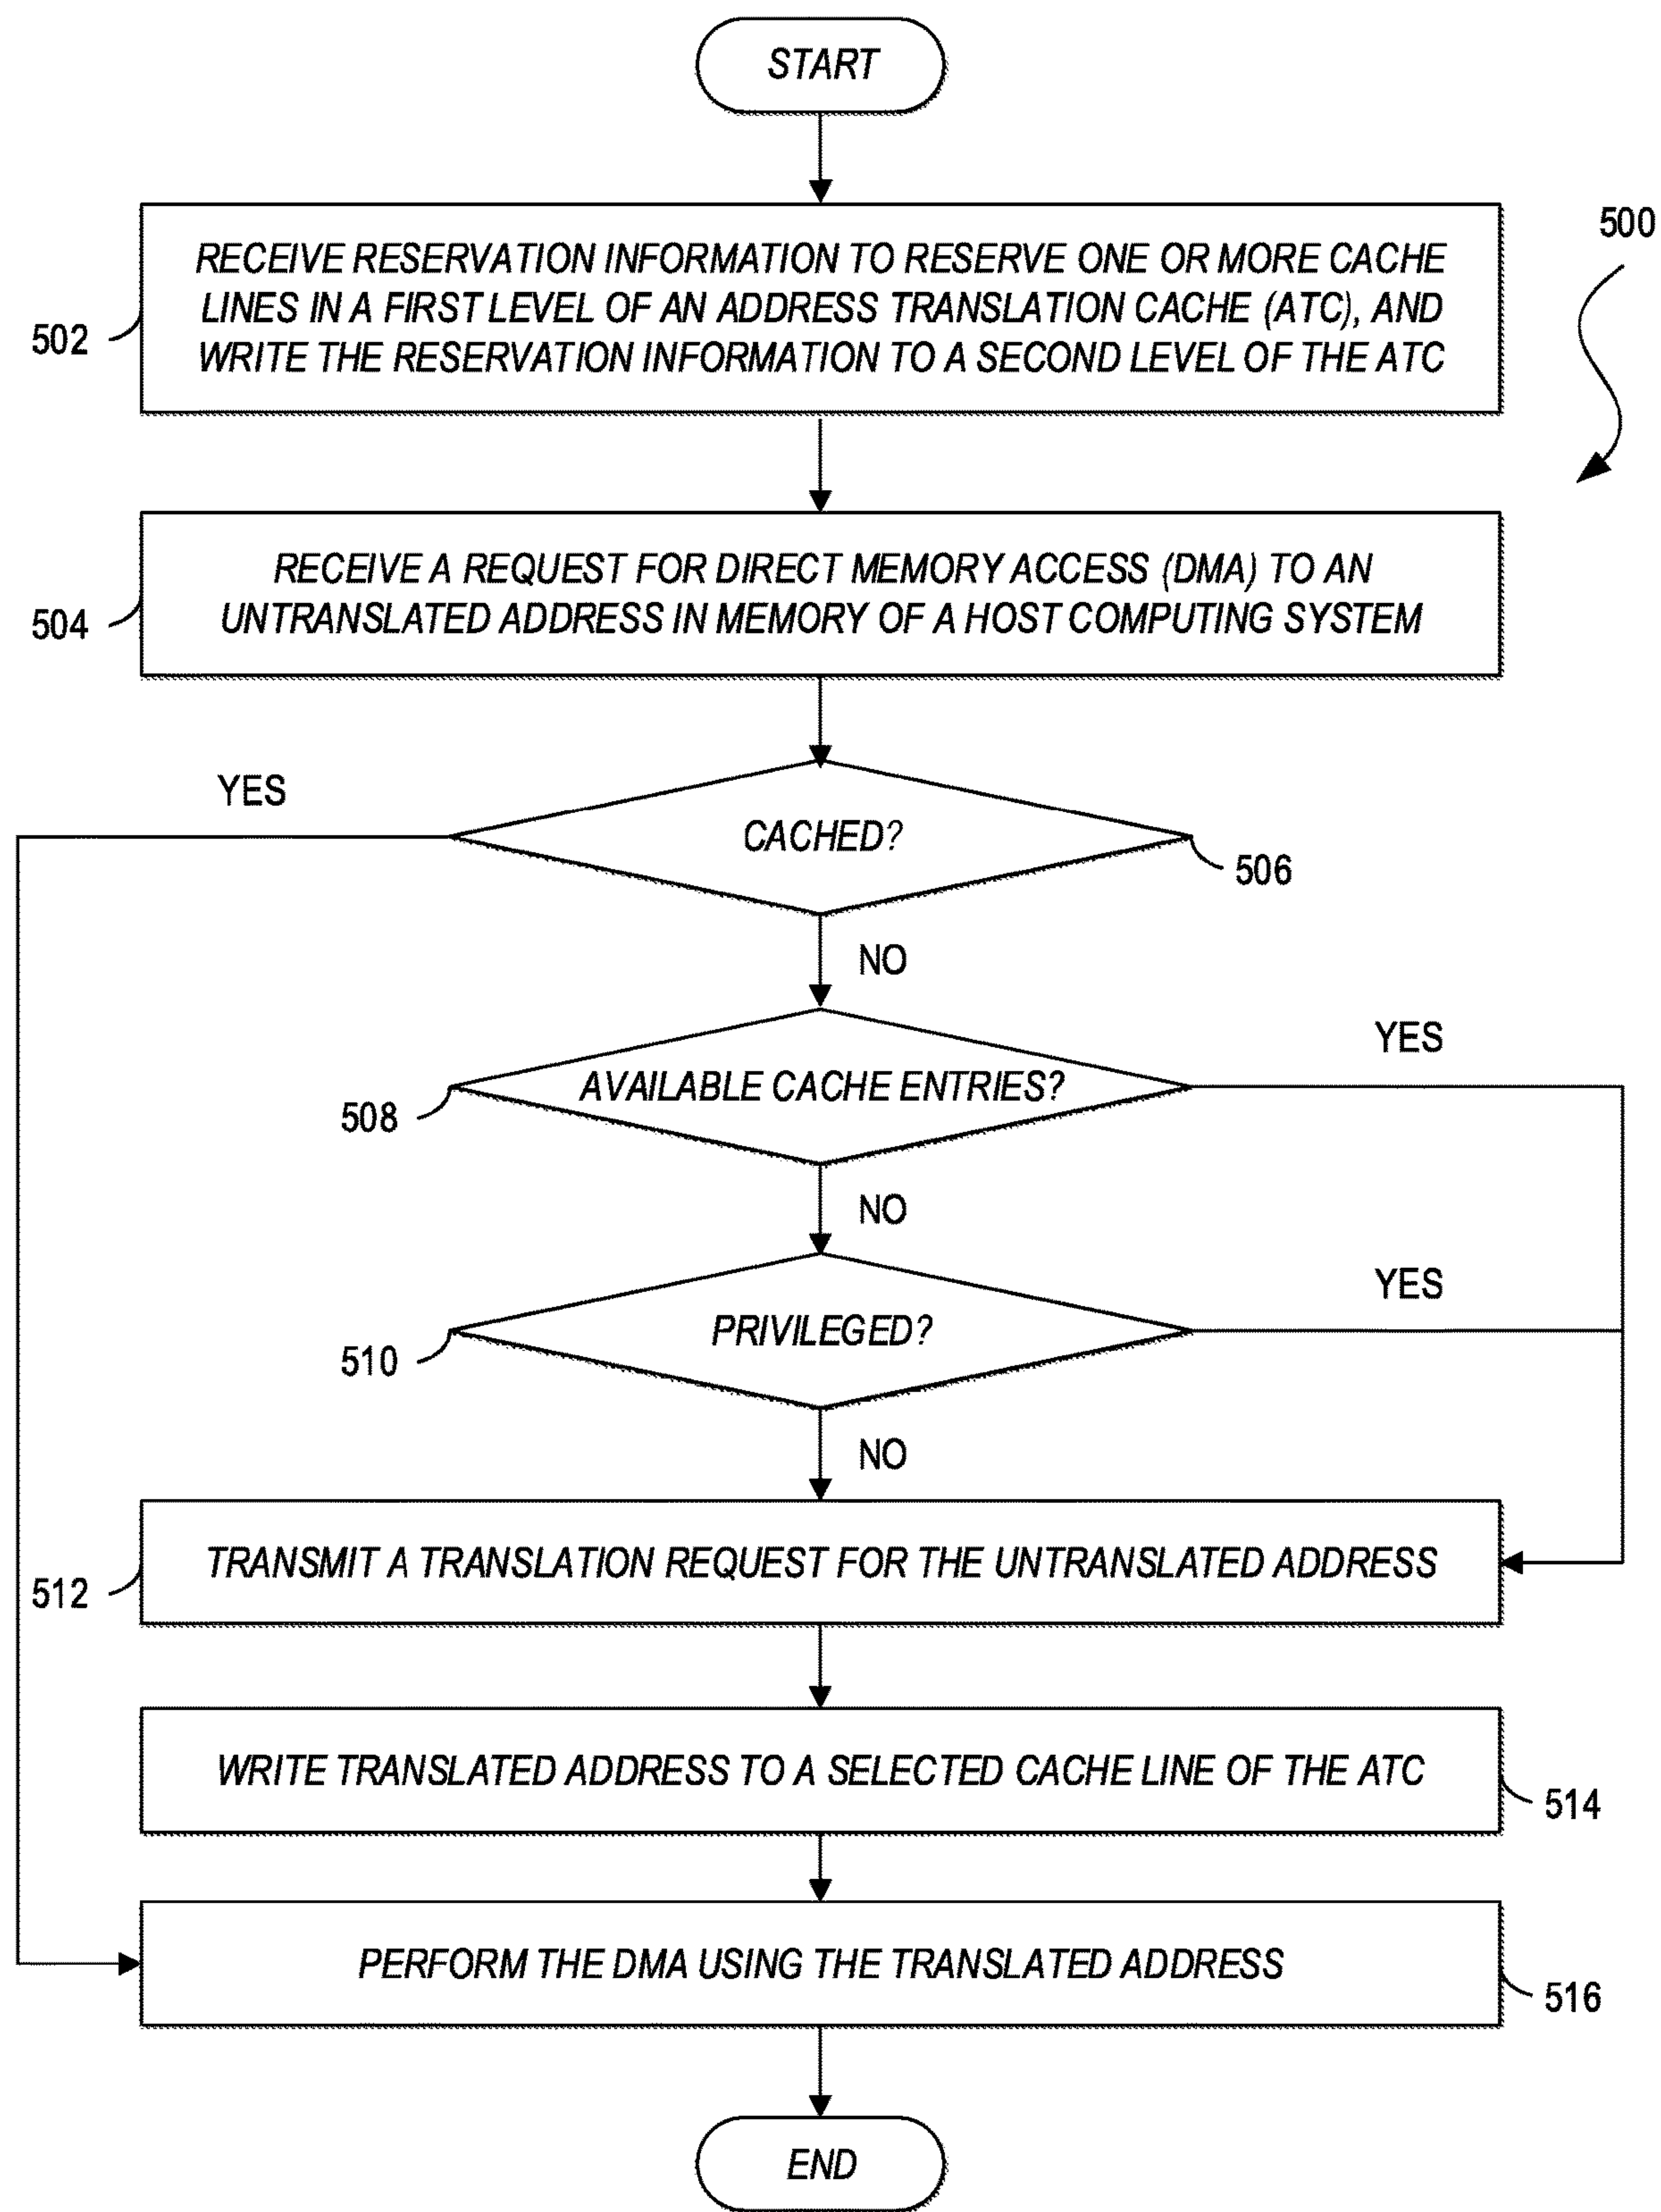 START
500
RECEIVE RESERVATION INFORMATION TO RESERVE ONE OR MORE CACHE
LINES IN A FIRST LEVEL OF AN ADDRESS TRANSLATION CACHE (ATC), AND
WRITE THE RESERVATION INFORMATION TO A SECOND LEVEL OF THE ATC
502
RECEIVE A REQUEST FOR DIRECT MEMORY ACCESS (DMA) TO AN
UNTRANSLATED ADDRESS IN MEMORY OF A HOST COMPUTING SYSTEM
504
YES
CACHED?
506
NO
YES
AVAILABLE CACHE ENTRIES?
508
NO
YES
PRIVILEGED?
510
NO
TRANSMIT A TRANSLATION REQUEST FOR THE UNTRANSLATED ADDRESS
512
WRITE TRANSLATED ADDRESS TO A SELECTED CACHE LINE OF THE ATC
514
PERFORM THE DMA USING THE TRANSLATED ADDRESS
516
END